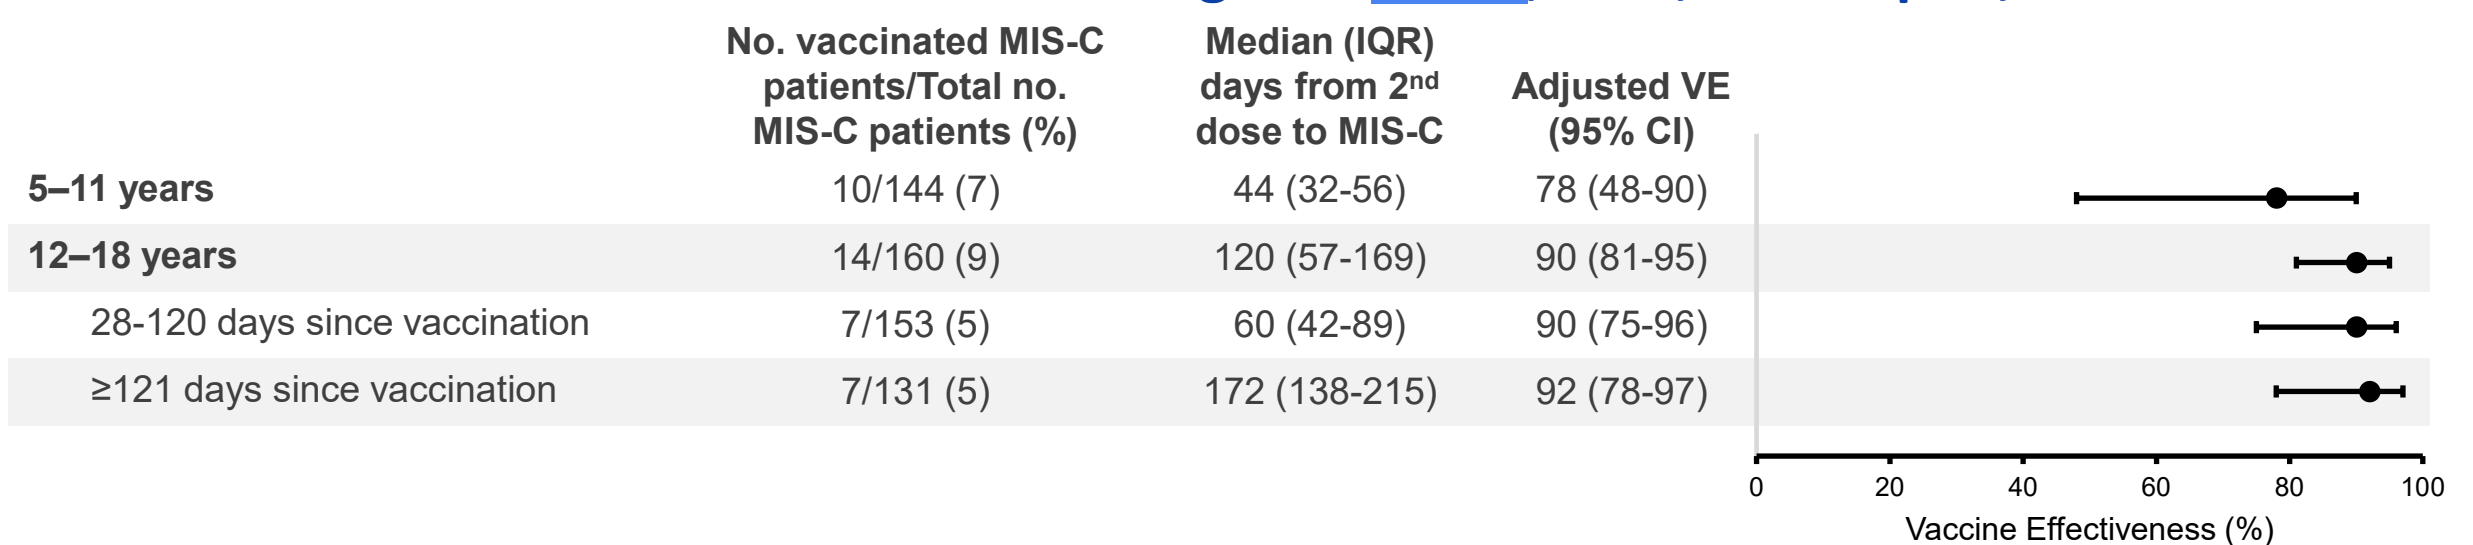 No. vaccinated MIS-C patients/Total no. MIS-C patients (%)
Median (IQR) days from 2nd dose to MIS-C
Adjusted VE (95% CI)
5–11 years 10/144 (7) 44 (32-56) 78 (48-90)
12–18 years 14/160 (9) 120 (57-169) 90 (81-95)
28-120 days since vaccination 7/153 (5) 60 (42-89) 90 (75-96)
≥121 days since vaccination 7/131 (5) 172 (138-215) 92 (78-97)
0 20 40 60 80 100
Vaccine Effectiveness (%)